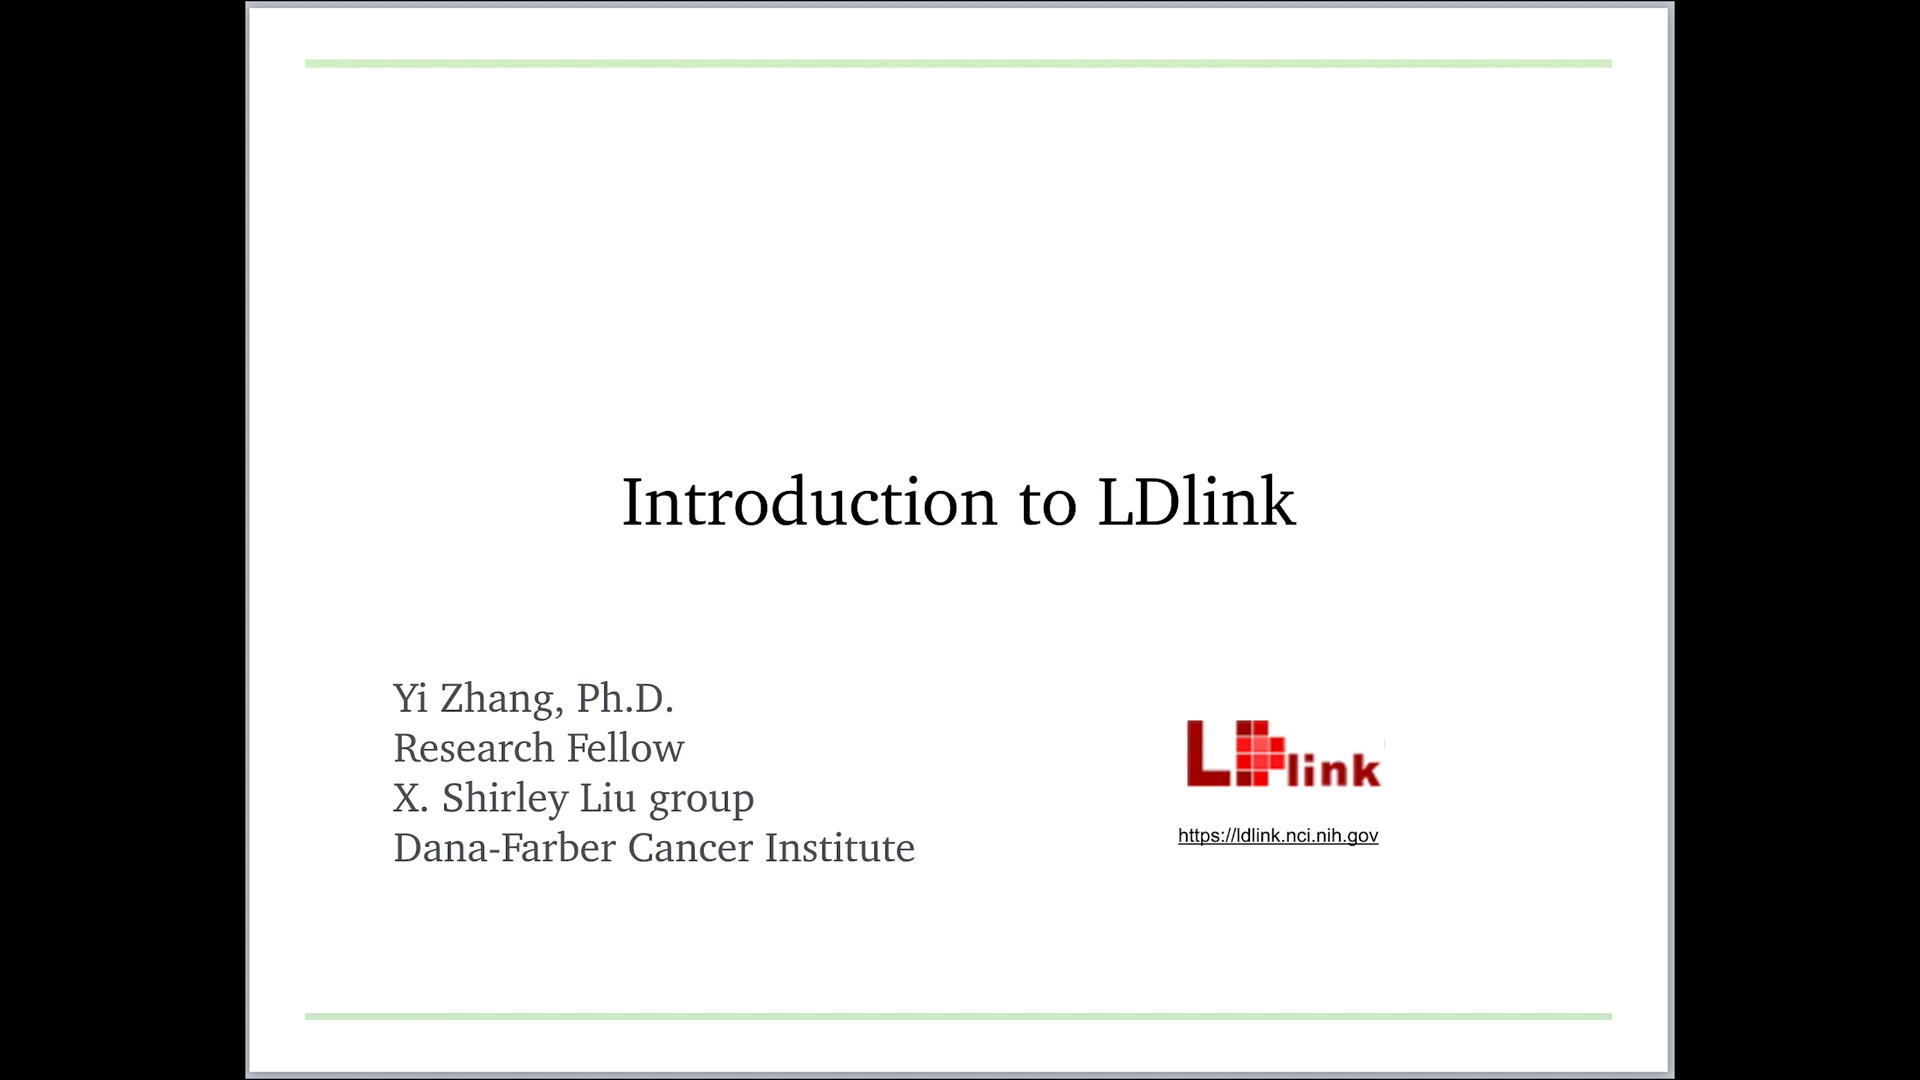 Introduction to LDlink
Yi Zhang, Ph.D.
Research Fellow
X. Shirley Liu group
Dana-Farber Cancer Institute
LDlink
https://ldlink.nci.nih.gov